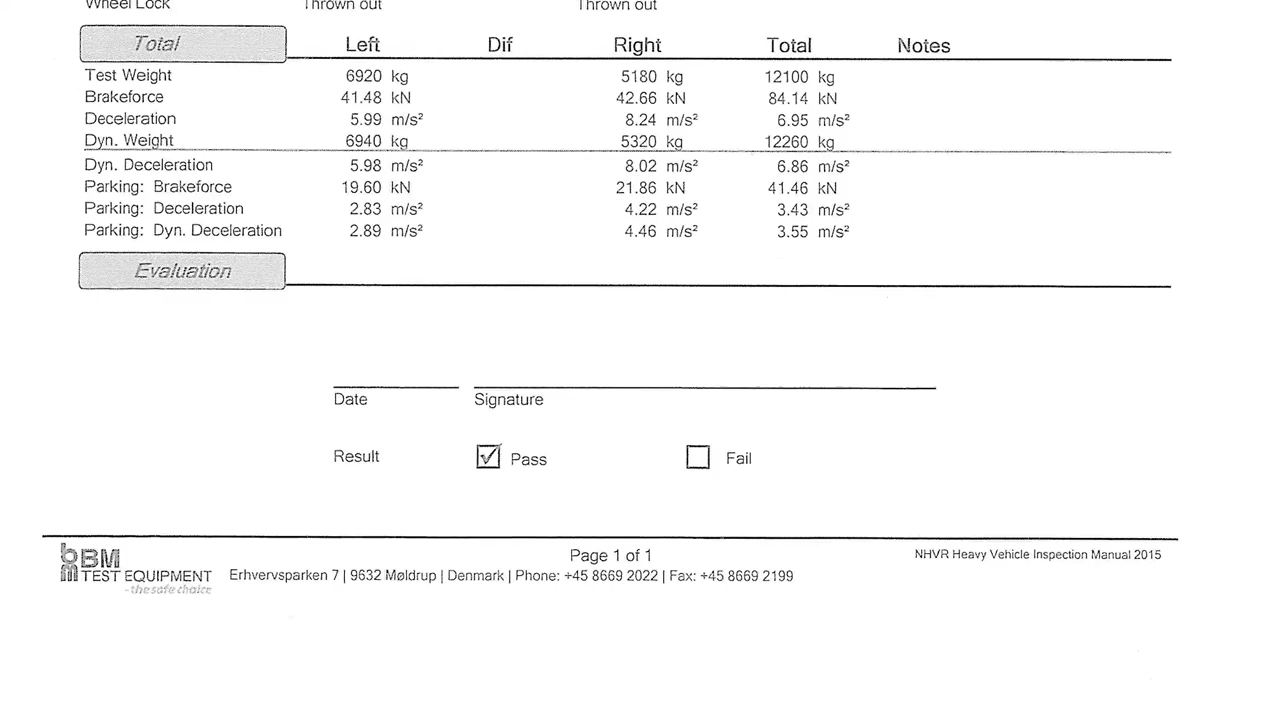 Wheel Lock Thrown out Thrown out
Total Left Dif Right Total Notes
Test Weight 6920 kg 5180 kg 12100 kg
Brakeforce 41.48 kN 42.66 kN 84.14 kN
Deceleration 5.99 m/s² 8.24 m/s² 6.95 m/s²
Dyn. Weight 6940 kg 5320 kg 12260 kg
Dyn. Deceleration 5.98 m/s² 8.02 m/s² 6.86 m/s²
Parking: Brakeforce 19.60 kN 21.86 kN 41.46 kN
Parking: Deceleration 2.83 m/s² 4.22 m/s² 3.43 m/s²
Parking: Dyn. Deceleration 2.89 m/s² 4.46 m/s² 3.55 m/s²
Evaluation
Date Signature
Result Pass Fail
bm BM TEST EQUIPMENT
- the safe choice
Page 1 of 1
Erhvervsparken 7 | 9632 Møldrup | Denmark | Phone: +45 8669 2022 | Fax: +45 8669 2199
NHVR Heavy Vehicle Inspection Manual 2015